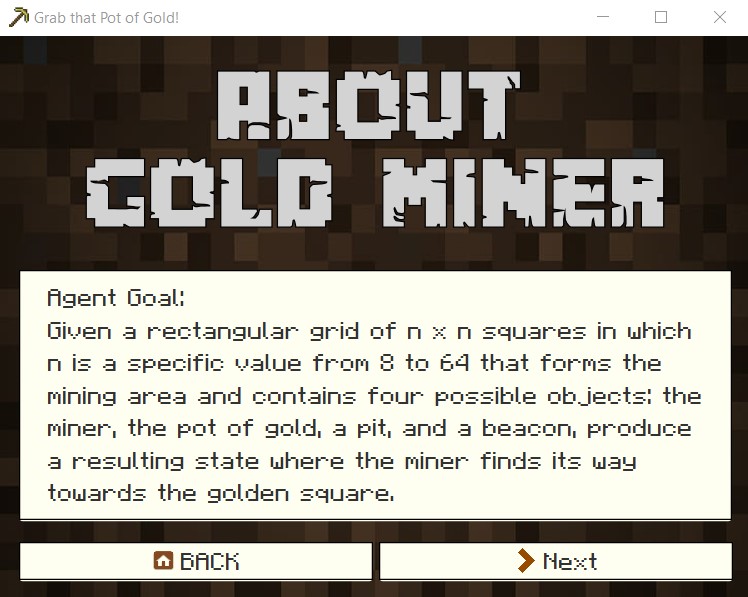 Grab that Pot of Gold!
ABOUT
GOLD MINER
Agent Goal:
Given a rectangular grid of n x n squares in which
n is a specific value from 8 to 64 that forms the
mining area and contains four possible objects: the
miner, the pot of gold, a pit, and a beacon, produce
a resulting state where the miner finds its way
towards the golden square.
BACK
Next